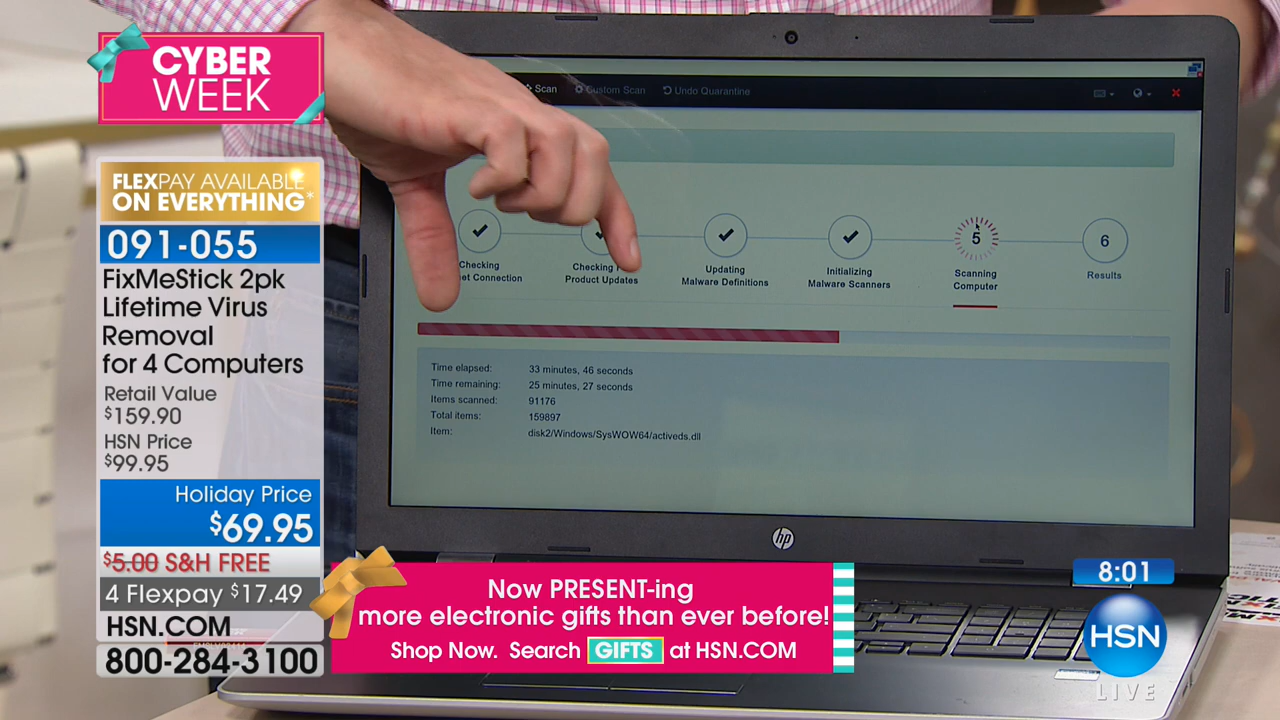 CYBER
WEEK
FLEXPAY AVAILABLE
ON EVERYTHING*
091-055
FixMeStick 2pk
Lifetime Virus
Removal
for 4 Computers
Retail Value
$159.90
HSN Price
$99.95
Holiday Price
$69.95
$5.00 S&H FREE
4 Flexpay $17.49
HSN.COM
800-284-3100
Scan Custom Scan Undo Quarantine
5
6
Checking
Connection
Checking
Product Updates
Updating
Malware Definitions
Initializing
Malware Scanners
Scanning
Computer
Results
Time elapsed: 33 minutes, 46 seconds
Time remaining: 25 minutes, 27 seconds
Items scanned: 91176
Total items: 159897
Item: disk2/Windows/SysWOW64/activeds.dll
hp
Now PRESENT-ing
more electronic gifts than ever before!
Shop Now. Search GIFTS at HSN.COM
8:01
HSN
LIVE